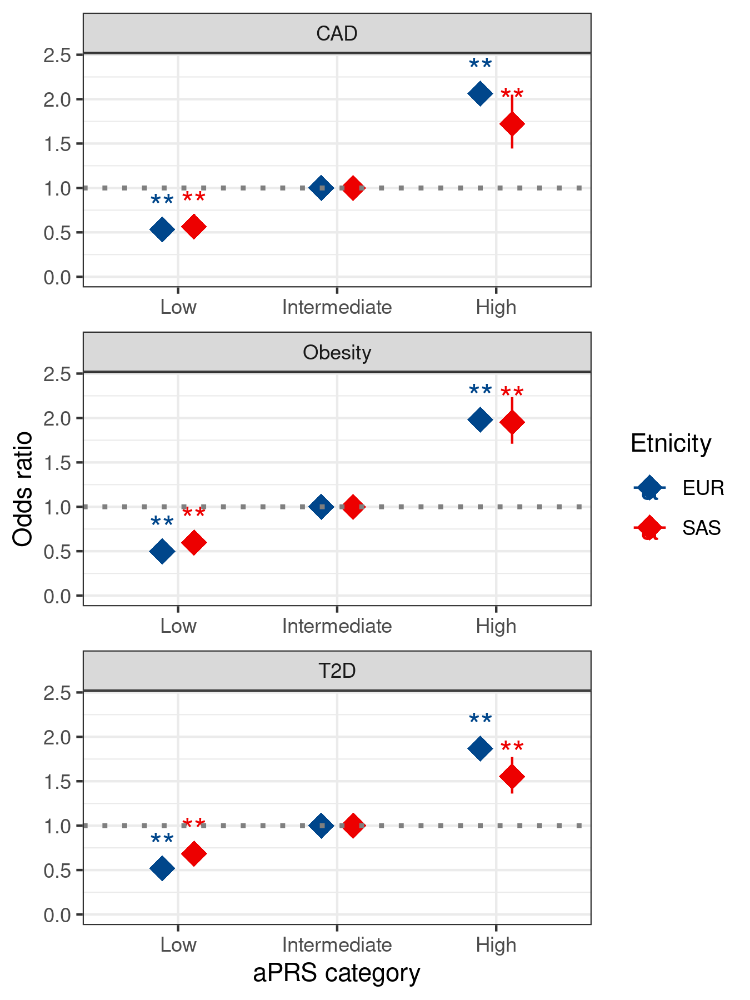 CAD
2.5
**
2.0
**
1.5
1.0
** **
0.5
0.0
Low Intermediate High
Obesity
2.5
** **
2.0
1.5
1.0
** **
0.5
0.0
Low Intermediate High
T2D
2.5
**
2.0
**
1.5
1.0
** **
0.5
0.0
Low Intermediate High
aPRS category
Odds ratio
Etnicity
EUR
SAS